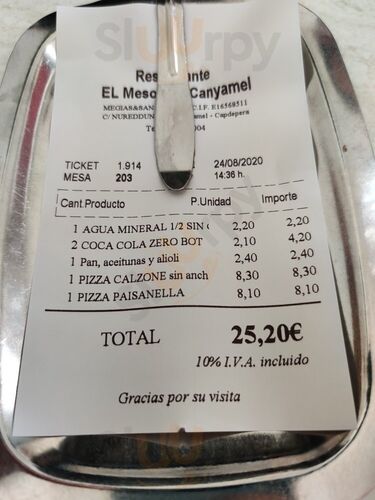 Sluurpy
Res ante
EL Meso Canyamel
MEGIAS&SAN C.I.F. E16568511
C/ NUREDDUN amel - Capdepera
Te 004
TICKET 1.914 24/08/2020
MESA 203 14:36 h.
Cant.Producto P.Unidad Importe
1 AGUA MINERAL 1/2 SIN 2,20 2,20
2 COCA COLA ZERO BOT 2,10 4,20
1 Pan, aceitunas y alioli 2,40 2,40
1 PIZZA CALZONE sin anch 8,30 8,30
1 PIZZA PAISANELLA 8,10 8,10
TOTAL 25,20€
10% I.V.A. incluido
Gracias por su visita